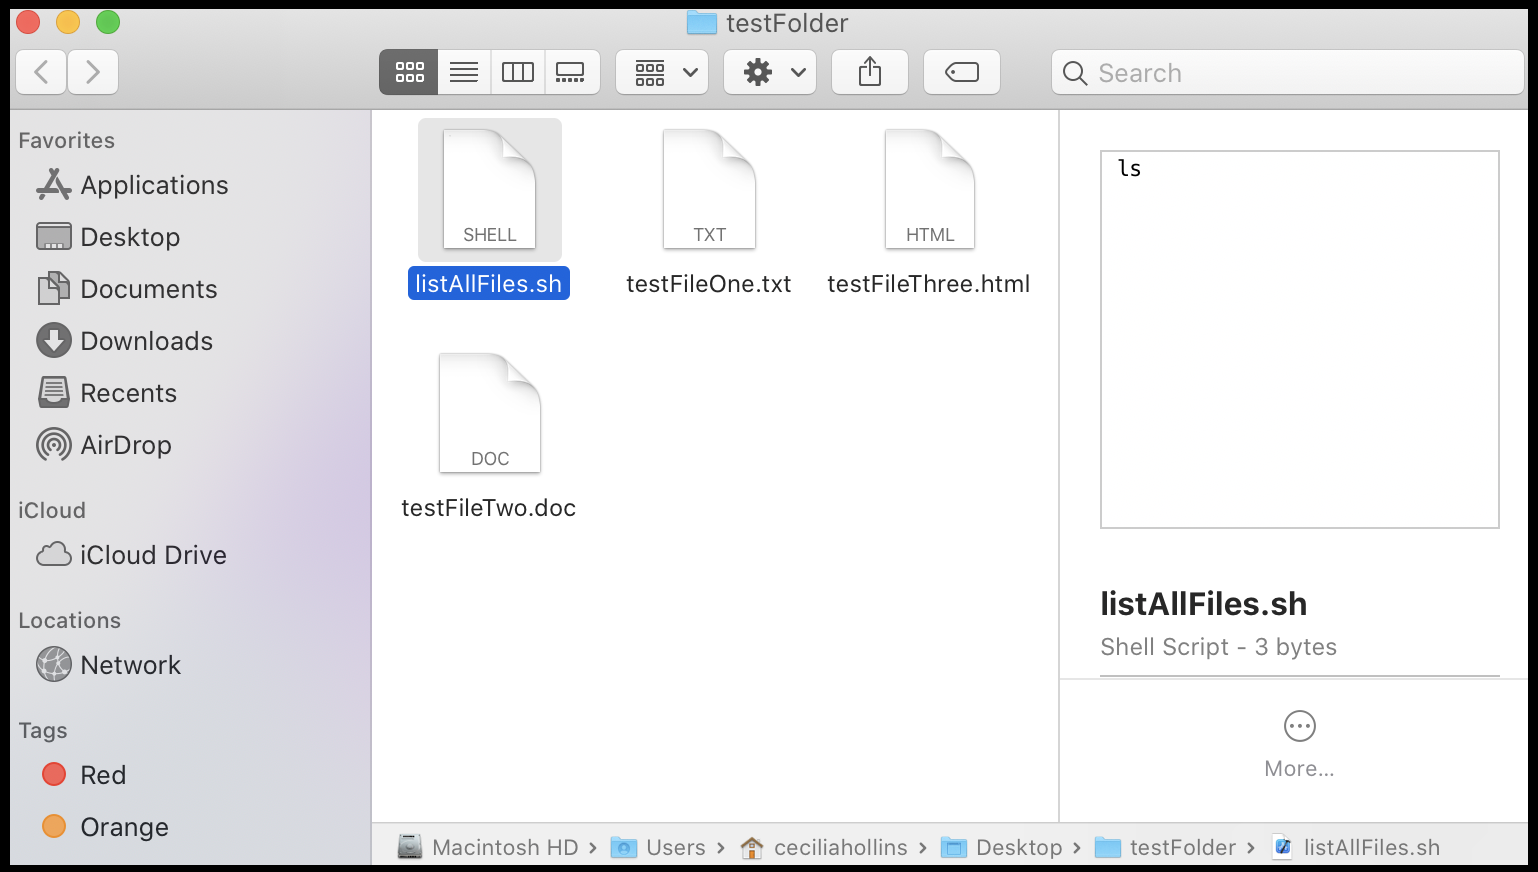 testFolder
Search
Favorites
Applications
Desktop
Documents
Downloads
Recents
AirDrop
iCloud
iCloud Drive
Locations
Network
Tags
Red
Orange
SHELL
listAllFiles.sh
TXT
testFileOne.txt
HTML
testFileThree.html
DOC
testFileTwo.doc
ls
listAllFiles.sh
Shell Script - 3 bytes
More...
Macintosh HD › Users › ceciliahollins › Desktop › testFolder › listAllFiles.sh